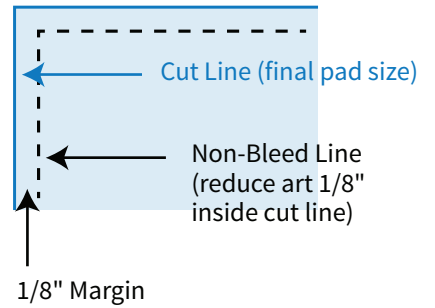 Cut Line (final pad size)
Non-Bleed Line
(reduce art 1/8"
inside cut line)
1/8" Margin